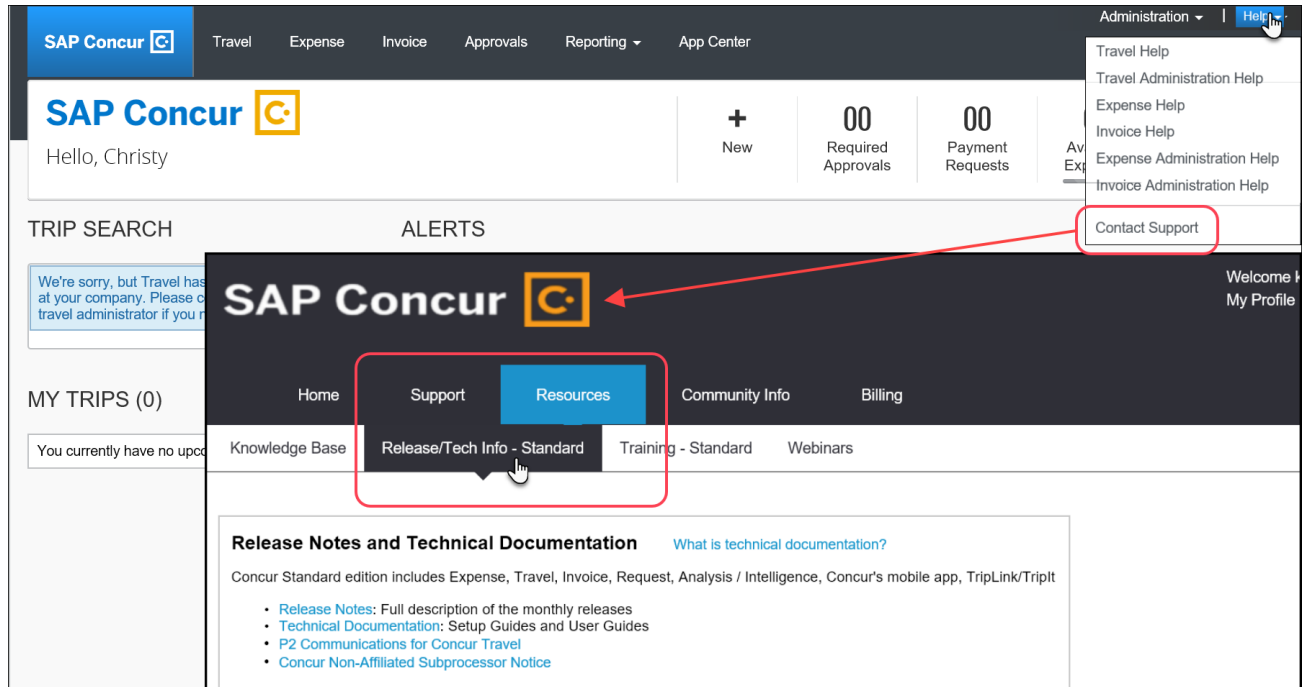 Administration | Help
SAP Concur C Travel Expense Invoice Approvals Reporting App Center
Travel Help
Travel Administration Help
Expense Help
Invoice Help
Expense Administration Help
Invoice Administration Help
Contact Support
SAP Concur C
Hello, Christy
+
New
00
Required
Approvals
00
Payment
Requests
TRIP SEARCH
ALERTS
We're sorry, but Travel has
at your company. Please
travel administrator if you
MY TRIPS (0)
You currently have no
SAP Concur C
Welcome
My Profile
Home Support Resources Community Info Billing
Knowledge Base Release/Tech Info - Standard Training - Standard Webinars
Release Notes and Technical Documentation What is technical documentation?
Concur Standard edition includes Expense, Travel, Invoice, Request, Analysis / Intelligence, Concur's mobile app, TripLink/TripIt
• Release Notes: Full description of the monthly releases
• Technical Documentation: Setup Guides and User Guides
• P2 Communications for Concur Travel
• Concur Non-Affiliated Subprocessor Notice